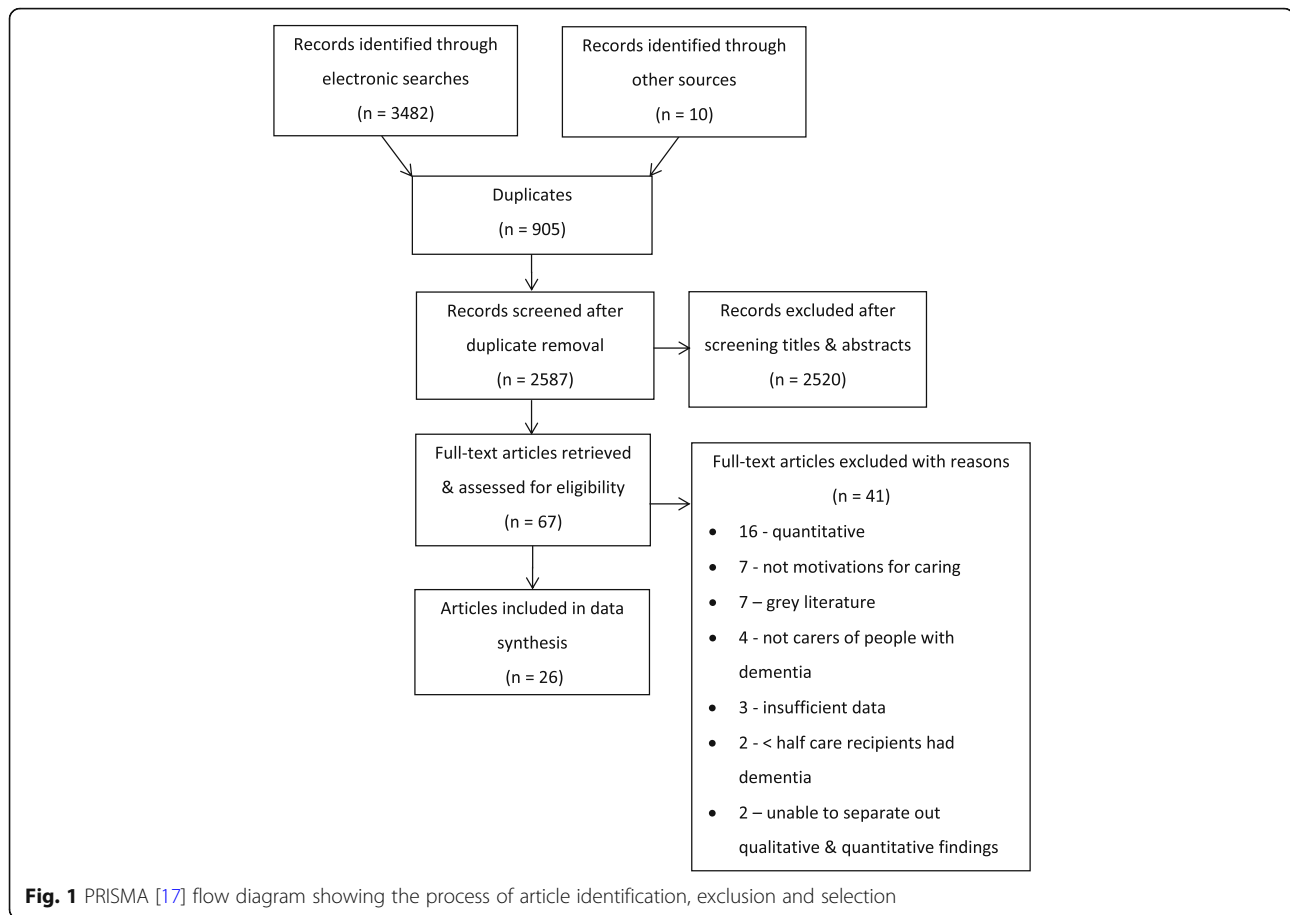 Records identified through
electronic searches
(n = 3482)
Records identified through
other sources
(n = 10)
Duplicates
(n = 905)
Records screened after
duplicate removal
(n = 2587)
Records excluded after
screening titles & abstracts
(n = 2520)
Full-text articles retrieved
& assessed for eligibility
(n = 67)
Full-text articles excluded with reasons
(n = 41)
• 16 - quantitative
• 7 - not motivations for caring
• 7 – grey literature
• 4 - not carers of people with
dementia
• 3 - insufficient data
• 2 - < half care recipients had
dementia
• 2 – unable to separate out
qualitative & quantitative findings
Articles included in data
synthesis
(n = 26)
Fig. 1 PRISMA [17] flow diagram showing the process of article identification, exclusion and selection